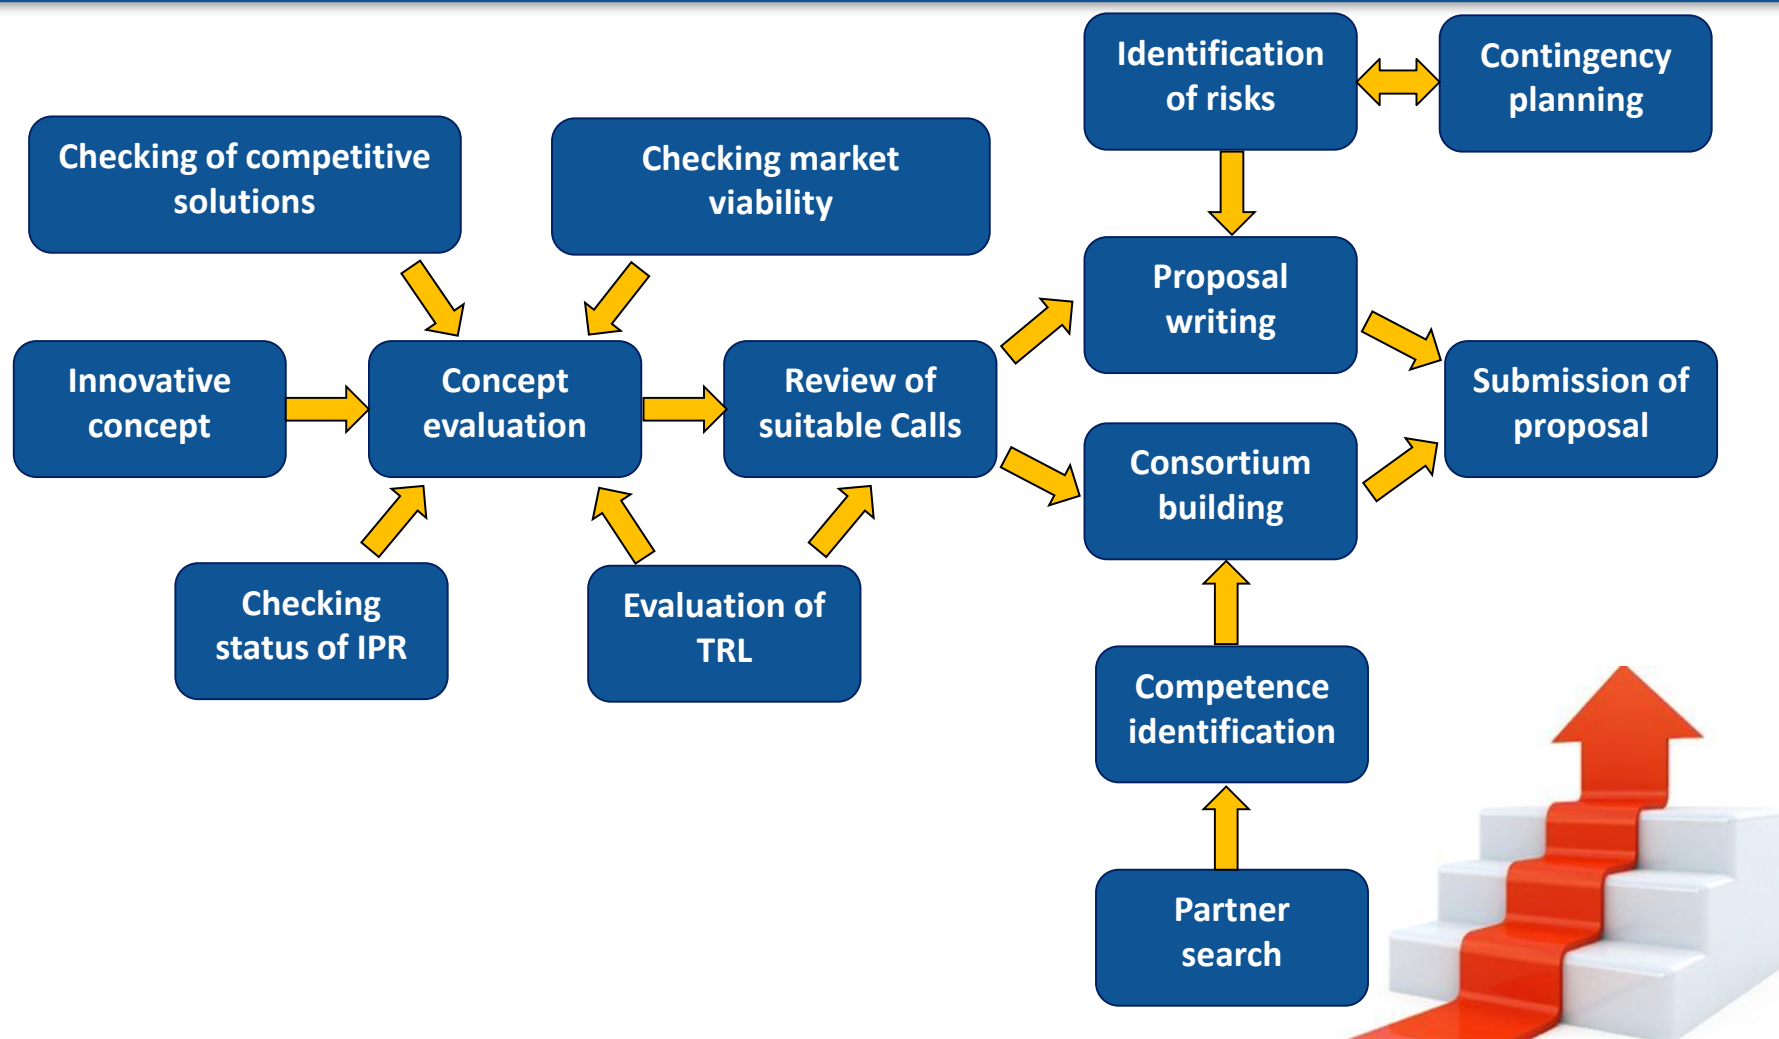 Identification
of risks
Contingency
planning
Checking of competitive
solutions
Checking market
viability
Proposal
writing
Innovative
concept
Concept
evaluation
Review of
suitable Calls
Submission of
proposal
Consortium
building
Checking
status of IPR
Evaluation of
TRL
Competence
identification
Partner
search